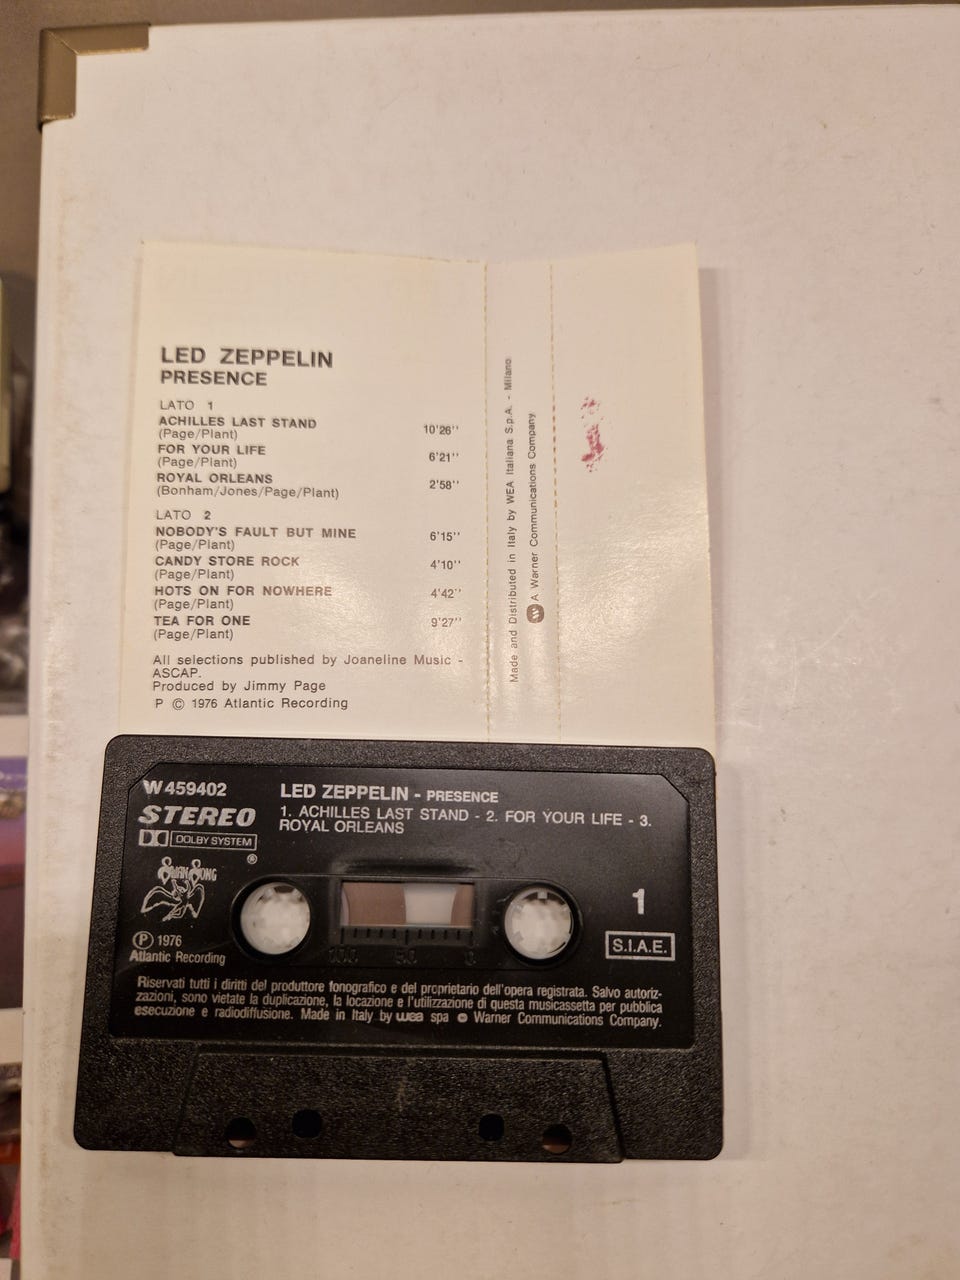 LED ZEPPELIN
PRESENCE
LATO 1
ACHILLES LAST STAND 10'26''
(Page/Plant)
FOR YOUR LIFE 6'21''
(Page/Plant)
ROYAL ORLEANS 2'58''
(Bonham/Jones/Page/Plant)
LATO 2
NOBODY'S FAULT BUT MINE 6'15''
(Page/Plant)
CANDY STORE ROCK 4'10''
(Page/Plant)
HOTS ON FOR NOWHERE 4'42''
(Page/Plant)
TEA FOR ONE 9'27''
(Page/Plant)
All selections published by Joaneline Music -
ASCAP.
Produced by Jimmy Page
P © 1976 Atlantic Recording
Made and Distributed in Italy by WEA Italiana S.p.A. - Milano
A Warner Communications Company
W 459402
STEREO
DOLBY SYSTEM
®
SWAN SONG
℗ 1976
Atlantic Recording
LED ZEPPELIN - PRESENCE
1. ACHILLES LAST STAND - 2. FOR YOUR LIFE - 3.
ROYAL ORLEANS
100 50 0
1
S.I.A.E.
Riservati tutti i diritti del produttore fonografico e del proprietario dell'opera registrata. Salvo autoriz-
zazioni, sono vietate la duplicazione, la locazione e l'utilizzazione di questa musicassetta per pubblica
esecuzione e radiodiffusione. Made in Italy by wea spa Warner Communications Company.